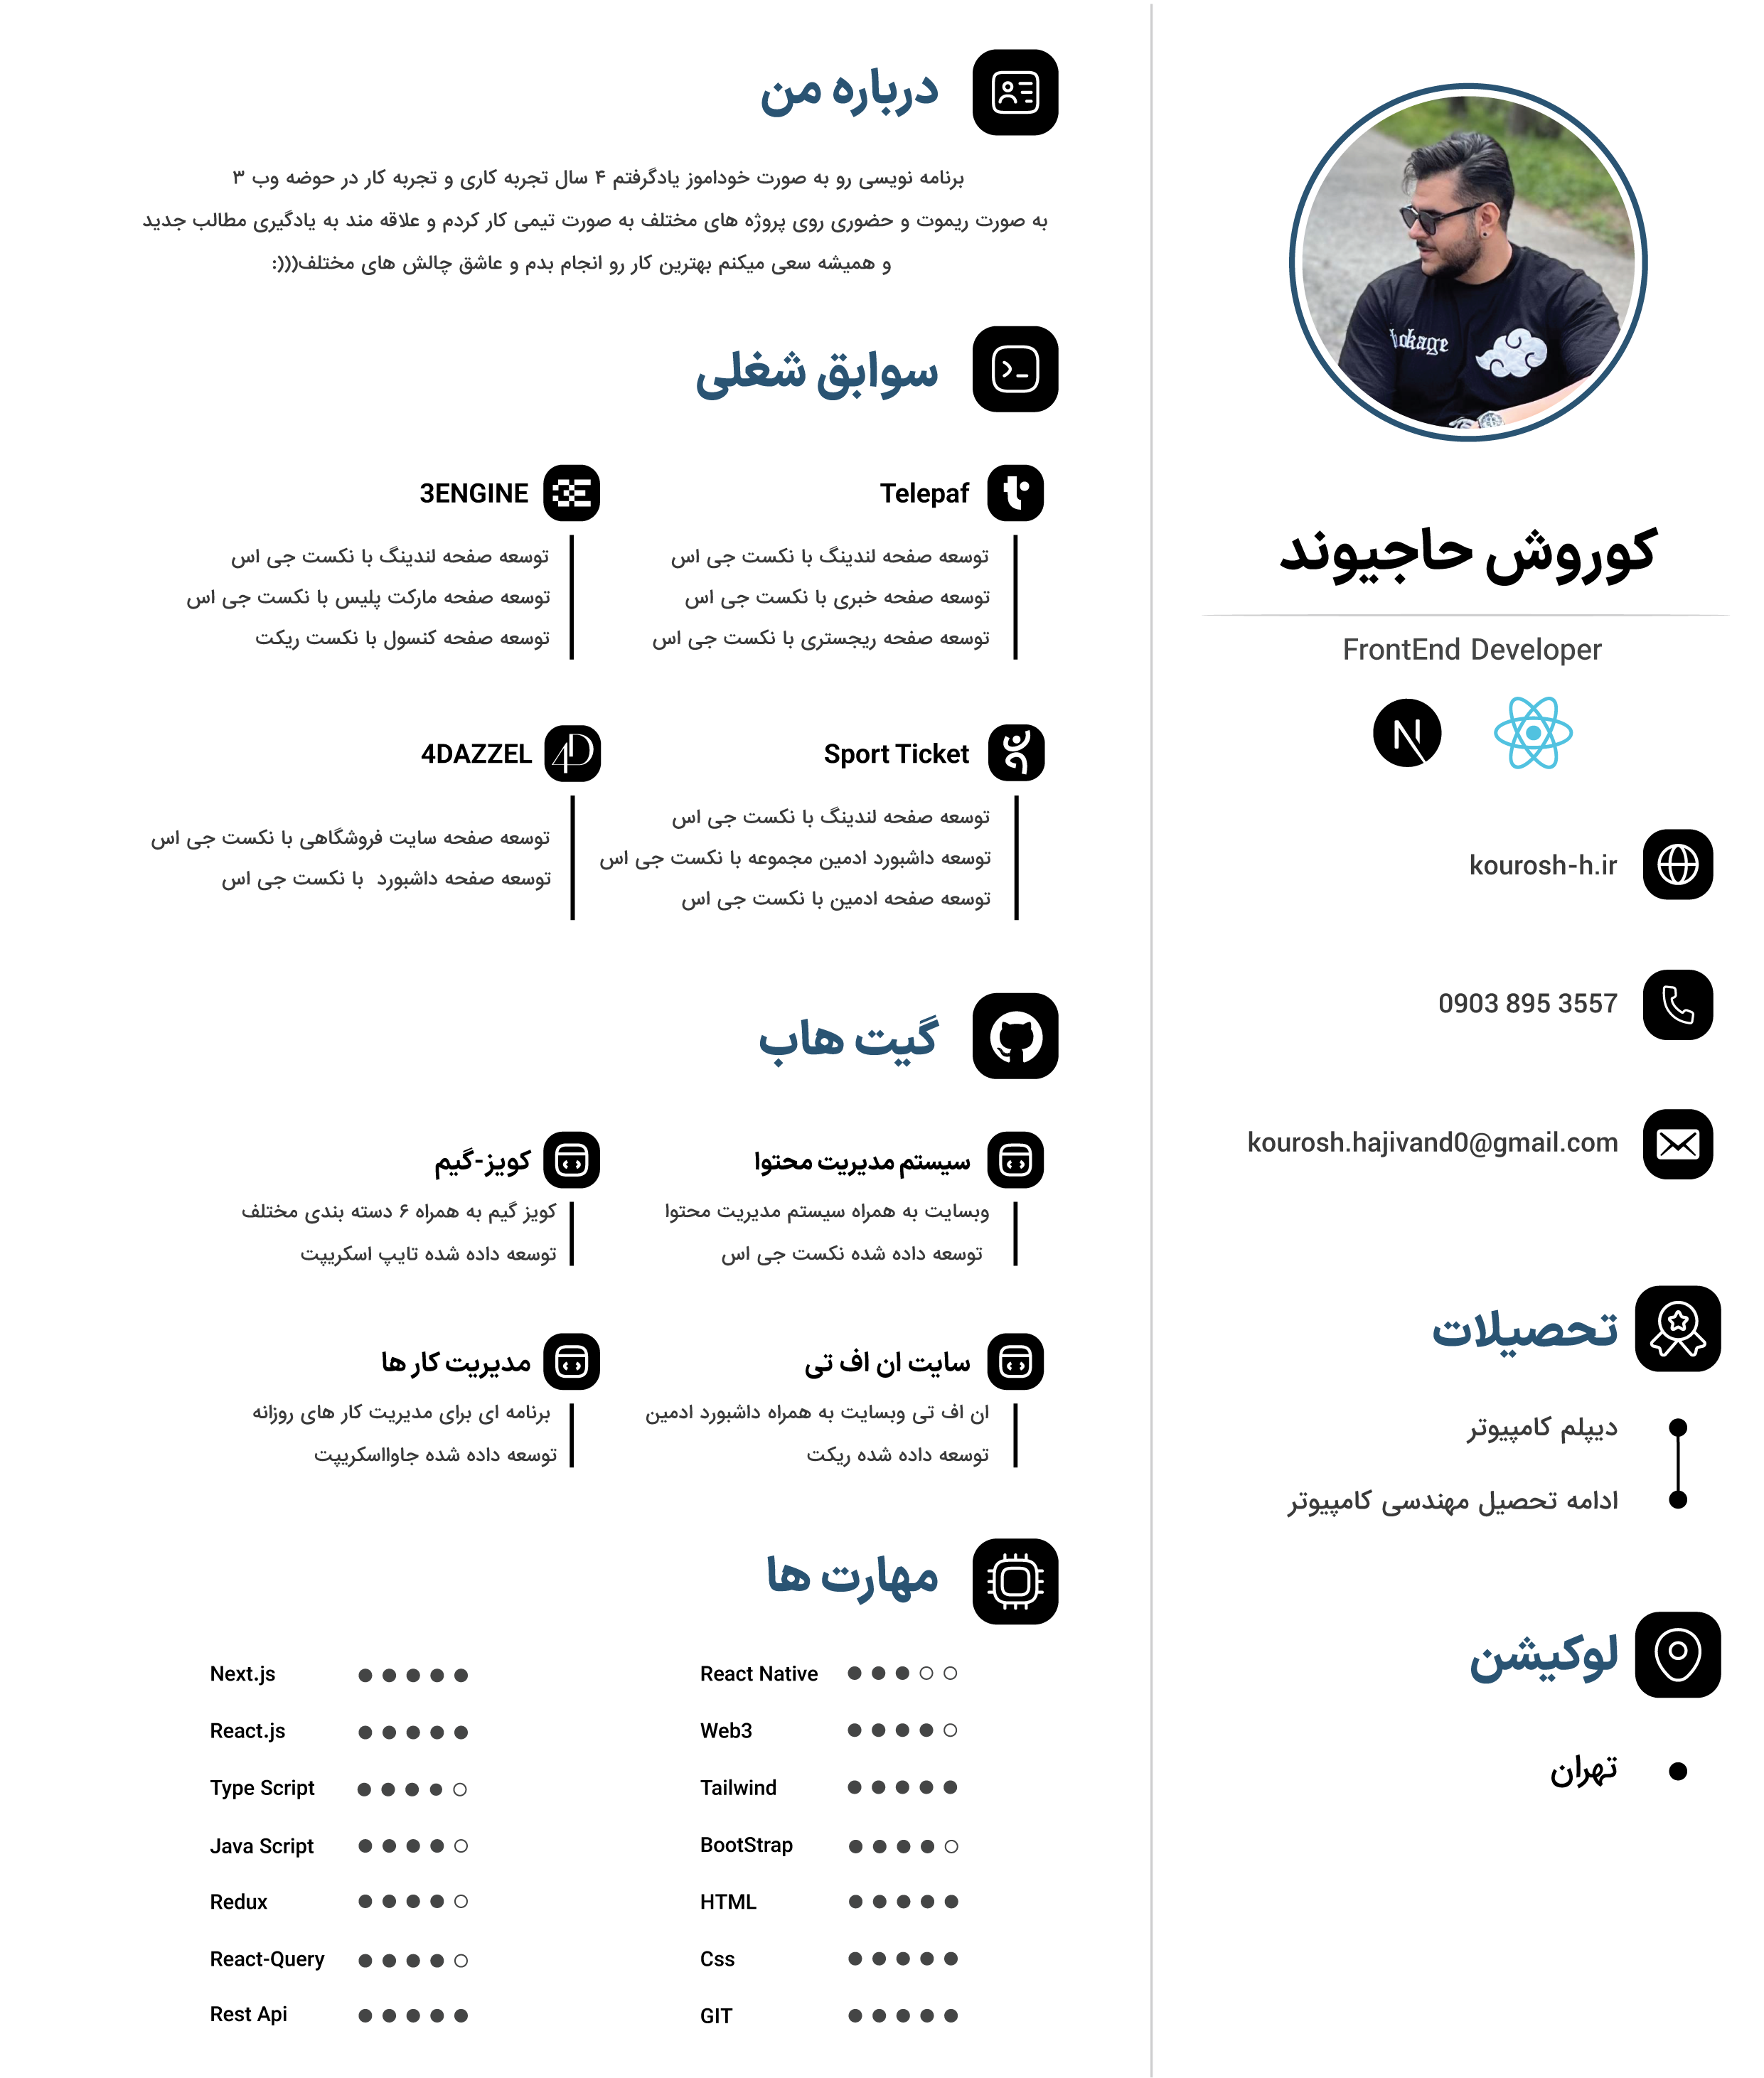 کوروش حاجیوند
FrontEnd Developer
kourosh-h.ir
0903 895 3557
kourosh.hajivand0@gmail.com
تحصیلات
دیپلم کامپیوتر
ادامه تحصیل مهندسی کامپیوتر
لوکیشن
تهران
درباره من
برنامه نویسی رو به صورت خوداموز یادگرفتم ۴ سال تجربه کاری و تجربه کار در حوضه وب ۳
به صورت ریموت و حضوری روی پروژه های مختلف به صورت تیمی کار کردم و علاقه مند به یادگیری مطالب جدید
و همیشه سعی میکنم بهترین کار رو انجام بدم و عاشق چالش های مختلف(((:
سوابق شغلی
Telepaf
توسعه صفحه لندینگ با نکست جی اس
توسعه صفحه خبری با نکست جی اس
توسعه صفحه ریجستری با نکست جی اس
3ENGINE
توسعه صفحه لندینگ با نکست جی اس
توسعه صفحه مارکت پلیس با نکست جی اس
توسعه صفحه کنسول با نکست ریکت
Sport Ticket
توسعه صفحه لندینگ با نکست جی اس
توسعه داشبورد ادمین مجموعه با نکست جی اس
توسعه صفحه ادمین با نکست جی اس
4D 4DAZZEL
توسعه صفحه سایت فروشگاهی با نکست جی اس
توسعه صفحه داشبورد با نکست جی اس
گیت هاب
سیستم مدیریت محتوا
وبسایت به همراه سیستم مدیریت محتوا
توسعه داده شده نکست جی اس
کویز-گیم
کویز گیم به همراه ۶ دسته بندی مختلف
توسعه داده شده تایپ اسکریپت
سایت ان اف تی
ان اف تی وبسایت به همراه داشبورد ادمین
توسعه داده شده ریکت
مدیریت کار ها
برنامه ای برای مدیریت کار های روزانه
توسعه داده شده جاوااسکریپت
مهارت ها
Next.js
React.js
Type Script
Java Script
Redux
React-Query
Rest Api
React Native
Web3
Tailwind
BootStrap
HTML
Css
GIT